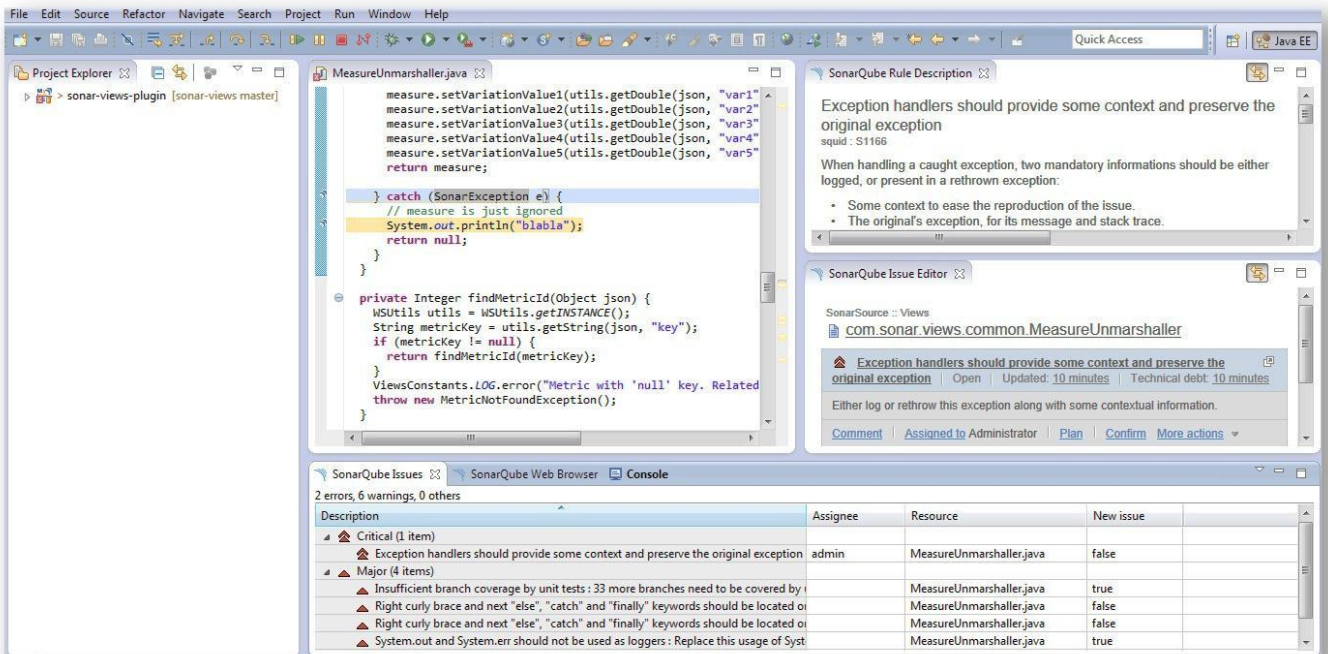 File Edit Source Refactor Navigate Search Project Run Window Help
Quick Access
Java EE
Project Explorer
> sonar-views-plugin [sonar-views master]
MeasureUnmarshaller.java
measure.setVariationValue1(utils.getDouble(json, "var1"
measure.setVariationValue2(utils.getDouble(json, "var2"
measure.setVariationValue3(utils.getDouble(json, "var3"
measure.setVariationValue4(utils.getDouble(json, "var4"
measure.setVariationValue5(utils.getDouble(json, "var5"
return measure;
} catch (SonarException e) {
// measure is just ignored
System.out.println("blabla");
return null;
}
}
private Integer findMetricId(Object json) {
WSUtils utils = WSUtils.getINSTANCE();
String metricKey = utils.getString(json, "key");
if (metricKey != null) {
return findMetricId(metricKey);
}
ViewsConstants.LOG.error("Metric with 'null' key. Related
throw new MetricNotFoundException();
}
SonarQube Rule Description
Exception handlers should provide some context and preserve the
original exception
squid : S1166
When handling a caught exception, two mandatory informations should be either
logged, or present in a rethrown exception:
• Some context to ease the reproduction of the issue.
• The original's exception, for its message and stack trace.
SonarQube Issue Editor
SonarSource :: Views
com.sonar.views.common.MeasureUnmarshaller
Exception handlers should provide some context and preserve the
original exception | Open | Updated: 10 minutes | Technical debt: 10 minutes
Either log or rethrow this exception along with some contextual information.
Comment | Assigned to Administrator | Plan | Confirm More actions
SonarQube Issues SonarQube Web Browser Console
2 errors, 6 warnings, 0 others
Description Assignee Resource New issue
Critical (1 item)
Exception handlers should provide some context and preserve the original exception admin MeasureUnmarshaller.java false
Major (4 items)
Insufficient branch coverage by unit tests : 33 more branches need to be covered by MeasureUnmarshaller.java true
Right curly brace and next "else", "catch" and "finally" keywords should be located MeasureUnmarshaller.java false
Right curly brace and next "else", "catch" and "finally" keywords should be located MeasureUnmarshaller.java false
System.out and System.err should not be used as loggers : Replace this usage of Syst MeasureUnmarshaller.java true